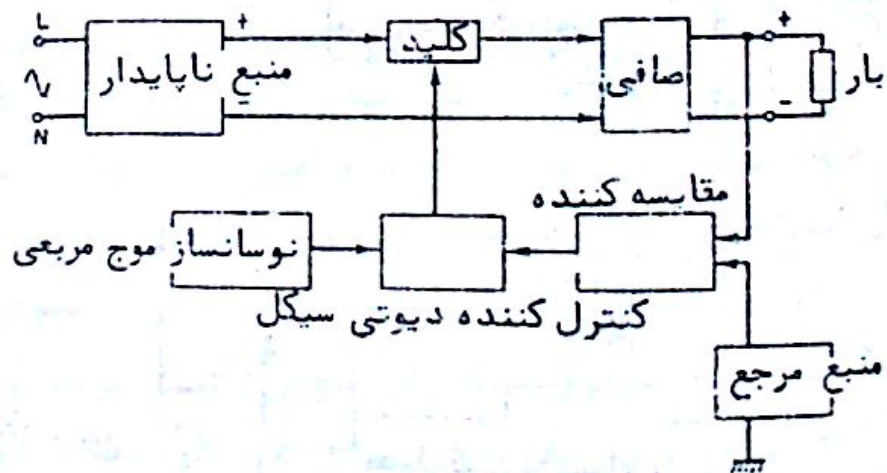 L
+
کلید
+
منبع ناپایدار
صافی
بار
-
-
N
مقایسه کننده
نوسانساز موج مربعی
کنترل کننده دیوتی سیکل
منبع مرجع